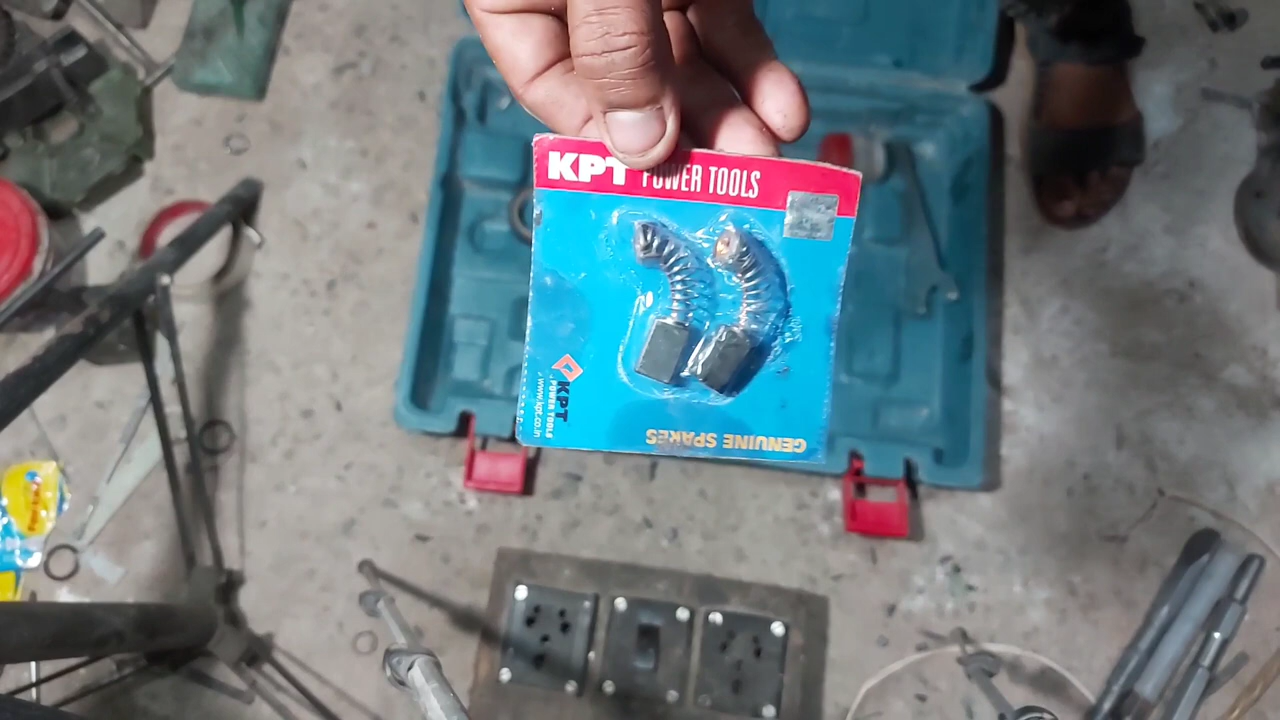 KPT POWER TOOLS
KPT
POWER TOOLS
www.kpt.co.in
GENUINE SPARES